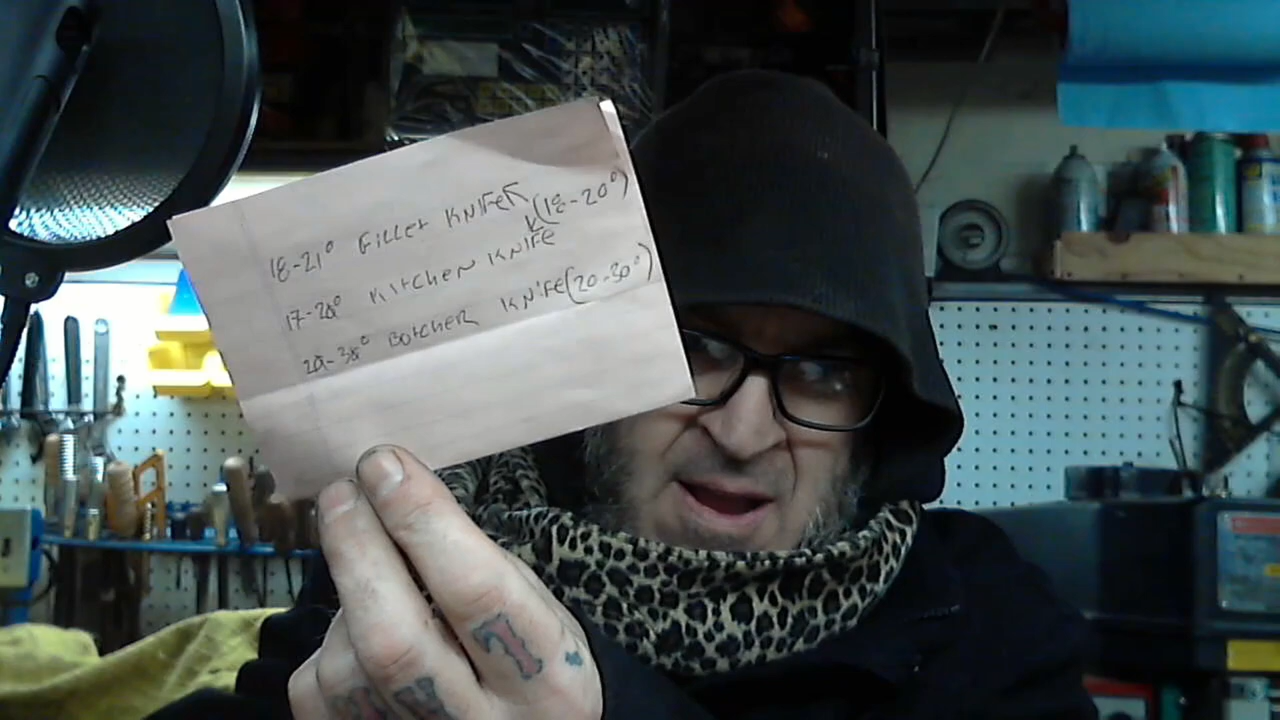 18-21° Fillet KNIFE (18-20°)
17-20° KITCHEN KNIFE
20-30° BUTCHER KNIFE (20-30°)